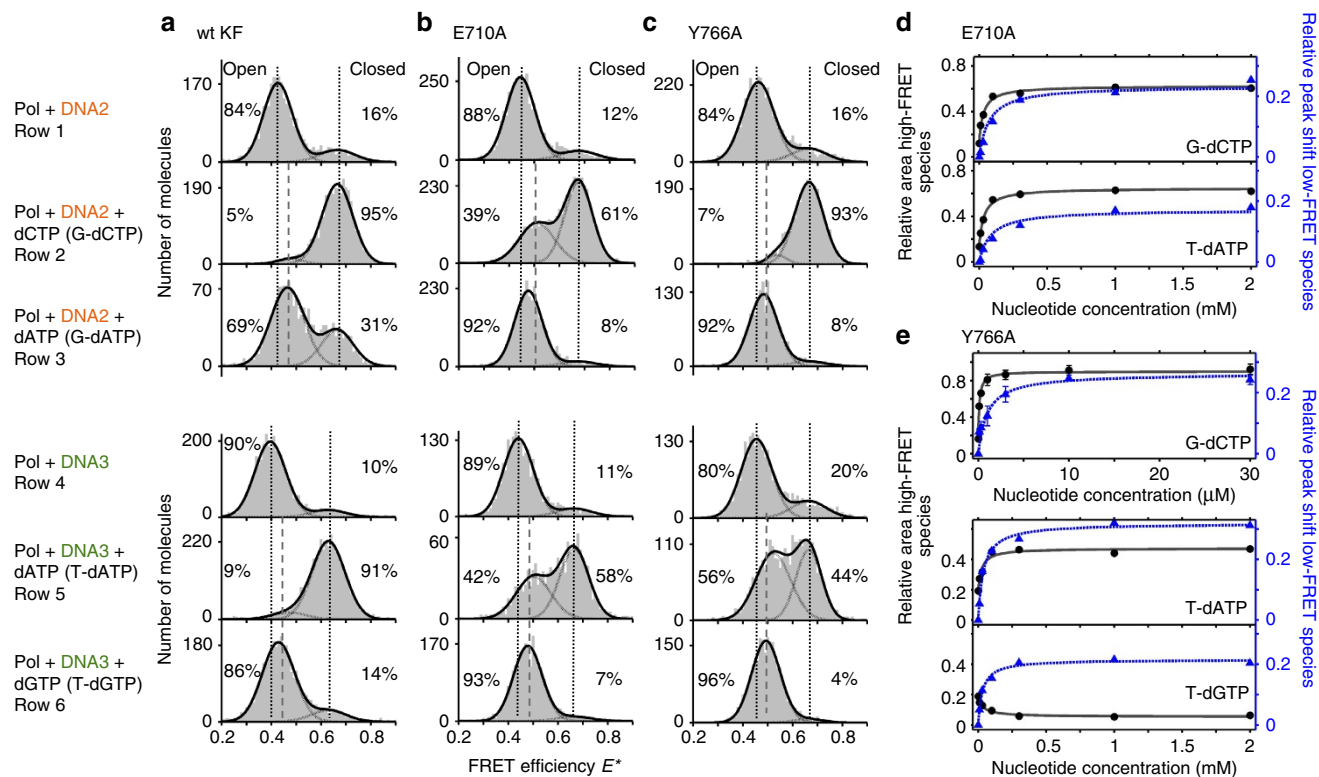 a wt KF
b E710A
c Y766A
d E710A
Pol + DNA2
Row 1
Open
Closed
84%
16%
170
0
Open
Closed
88%
12%
250
0
Open
Closed
84%
16%
220
0
Pol + DNA2 +
dCTP (G-dCTP)
Row 2
190
0
5%
95%
230
0
39%
61%
190
0
7%
93%
Pol + DNA2 +
dATP (G-dATP)
Row 3
70
0
69%
31%
230
0
92%
8%
130
0
92%
8%
Number of molecules
Pol + DNA3
Row 4
200
0
90%
10%
130
0
89%
11%
130
0
80%
20%
Pol + DNA3 +
dATP (T-dATP)
Row 5
220
0
9%
91%
60
0
42%
58%
110
0
56%
44%
Pol + DNA3 +
dGTP (T-dGTP)
Row 6
180
0
86%
14%
170
0
93%
7%
150
0
96%
4%
Number of molecules
0.2 0.4 0.6 0.8
0.2 0.4 0.6 0.8
0.2 0.4 0.6 0.8
FRET efficiency E*
Relative area high-FRET
species
0.8
0.4
0
0.2
0
G-dCTP
0.8
0.4
0
0.2
0
T-dATP
0 0.5 1 1.5 2
Nucleotide concentration (mM)
Relative peak shift low-FRET species
e Y766A
Relative area high-FRET
species
0.8
0.4
0
0.2
0
G-dCTP
0 10 20 30
Nucleotide concentration (μM)
Relative area high-FRET
species
0.4
0.2
0
0.2
0
T-dATP
0.4
0.2
0
0.2
0
T-dGTP
0 0.5 1 1.5 2
Nucleotide concentration (mM)
Relative peak shift low-FRET species